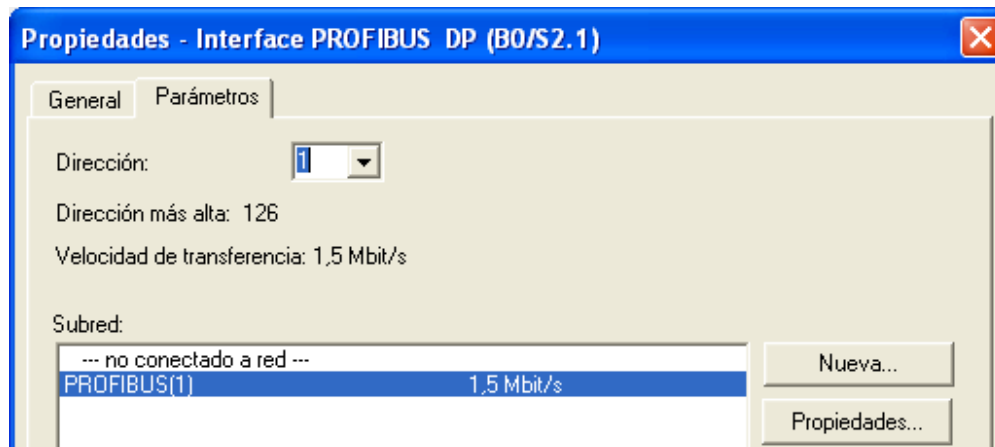 Propiedades - Interface PROFIBUS DP (B0/S2.1)
General Parámetros
Dirección: 1
Dirección más alta: 126
Velocidad de transferencia: 1,5 Mbit/s
Subred:
--- no conectado a red ---
Nueva...
PROFIBUS(1) 1,5 Mbit/s
Propiedades...